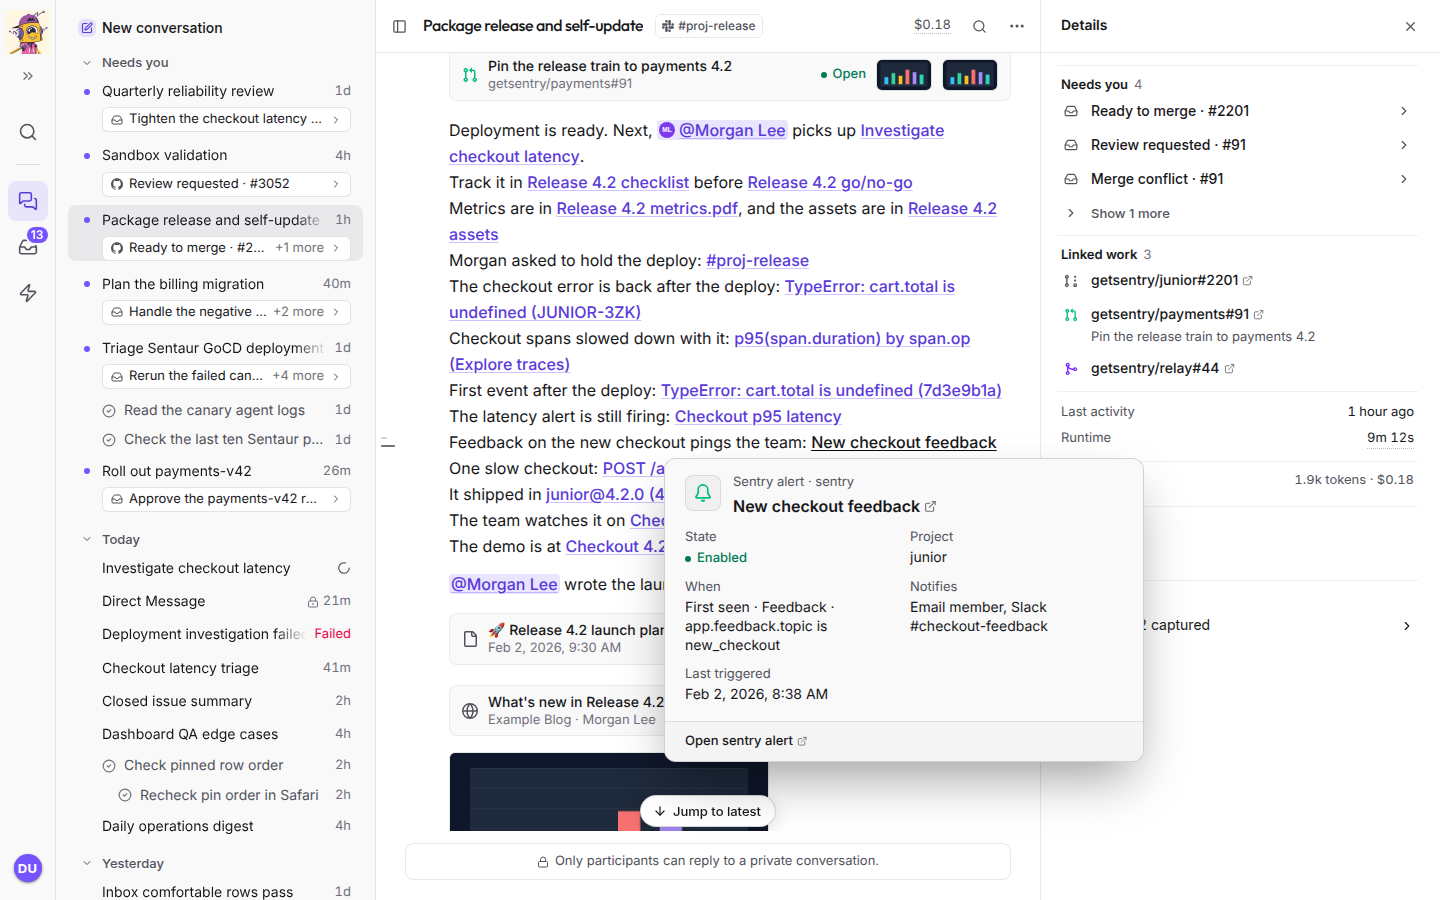 New conversation
Needs you
Quarterly reliability review 1d
Tighten the checkout latency ...
Sandbox validation 4h
Review requested · #3052
Package release and self-update 1h
Ready to merge · #2... +1 more
Plan the billing migration 40m
Handle the negative ... +2 more
Triage Sentaur GoCD deployment 1d
Rerun the failed can... +4 more
Read the canary agent logs 1d
Check the last ten Sentaur p... 1d
Roll out payments-v42 26m
Approve the payments-v42 r...
Today
Investigate checkout latency
Direct Message 21m
Deployment investigation failed Failed
Checkout latency triage 41m
Closed issue summary 2h
Dashboard QA edge cases 4h
Check pinned row order 2h
Recheck pin order in Safari 2h
Daily operations digest 4h
Yesterday
Inbox comfortable rows pass 1d
13
DU
Package release and self-update #proj-release $0.18
Pin the release train to payments 4.2
getsentry/payments#91
Open
Deployment is ready. Next, ML @Morgan Lee picks up Investigate
checkout latency.
Track it in Release 4.2 checklist before Release 4.2 go/no-go
Metrics are in Release 4.2 metrics.pdf, and the assets are in Release 4.2
assets
Morgan asked to hold the deploy: #proj-release
The checkout error is back after the deploy: TypeError: cart.total is
undefined (JUNIOR-3ZK)
Checkout spans slowed down with it: p95(span.duration) by span.op
(Explore traces)
First event after the deploy: TypeError: cart.total is undefined (7d3e9b1a)
The latency alert is still firing: Checkout p95 latency
Feedback on the new checkout pings the team: New checkout feedback
One slow checkout: POST /a
It shipped in junior@4.2.0 (4
The team watches it on Chec
The demo is at Checkout 4.2
@Morgan Lee wrote the laun
🚀 Release 4.2 launch plan
Feb 2, 2026, 9:30 AM
What's new in Release 4.2
Example Blog · Morgan Lee
Jump to latest
Only participants can reply to a private conversation.
Sentry alert · sentry
New checkout feedback
State
Enabled
Project
junior
When
First seen · Feedback ·
app.feedback.topic is
new_checkout
Notifies
Email member, Slack
#checkout-feedback
Last triggered
Feb 2, 2026, 8:38 AM
Open sentry alert
Details
Needs you 4
Ready to merge · #2201
Review requested · #91
Merge conflict · #91
Show 1 more
Linked work 3
getsentry/junior#2201
getsentry/payments#91
Pin the release train to payments 4.2
getsentry/relay#44
Last activity 1 hour ago
Runtime 9m 12s
1.9k tokens · $0.18
captured